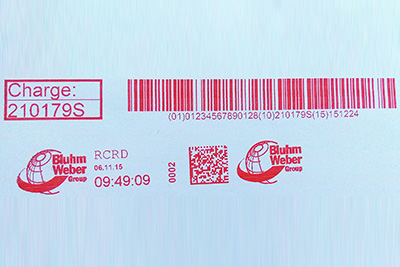 Charge:
210179S
(01)01234567890128(10)210179S(15)151224
Bluhm
Weber
Group
RCRD
06.11.15
09:49:09
0002
Bluhm
Weber
Group